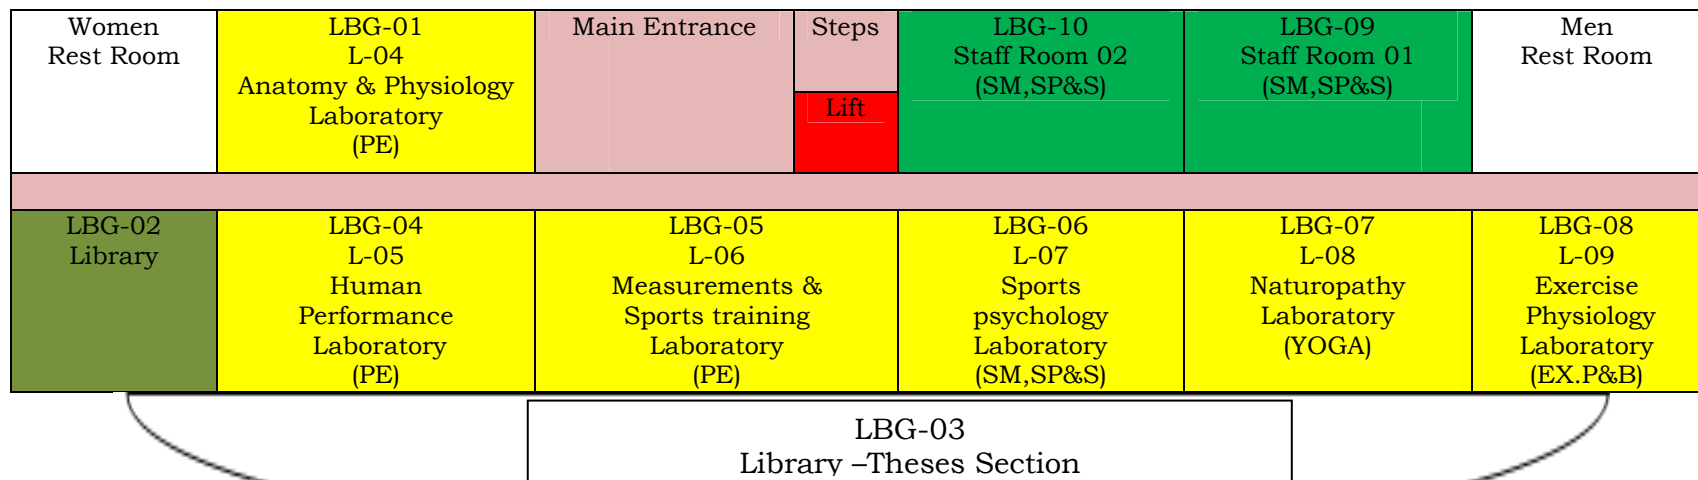 Women
Rest Room
LBG-01
L-04
Anatomy & Physiology
Laboratory
(PE)
Main Entrance
Steps
Lift
LBG-10
Staff Room 02
(SM,SP&S)
LBG-09
Staff Room 01
(SM,SP&S)
Men
Rest Room
LBG-02
Library
LBG-04
L-05
Human
Performance
Laboratory
(PE)
LBG-05
L-06
Measurements &
Sports training
Laboratory
(PE)
LBG-06
L-07
Sports
psychology
Laboratory
(SM,SP&S)
LBG-07
L-08
Naturopathy
Laboratory
(YOGA)
LBG-08
L-09
Exercise
Physiology
Laboratory
(EX.P&B)
LBG-03
Library –Theses Section